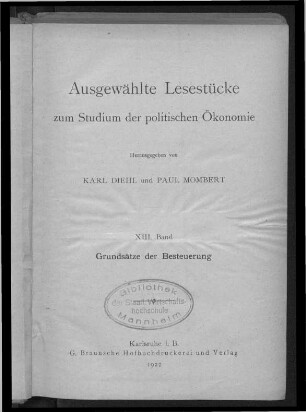 Ausgewählte Lesestücke
zum Studium der politischen Ökonomie
Herausgegeben von
KARL DIEHL und PAUL MOMBERT
XIII. Band
Grundsätze der Besteuerung
Bibliothek
der Staatl. Wirtschafts-
hochschule
Mannheim
Karlsruhe i. B.
G. Braunsche Hofbuchdruckerei und Verlag
1922